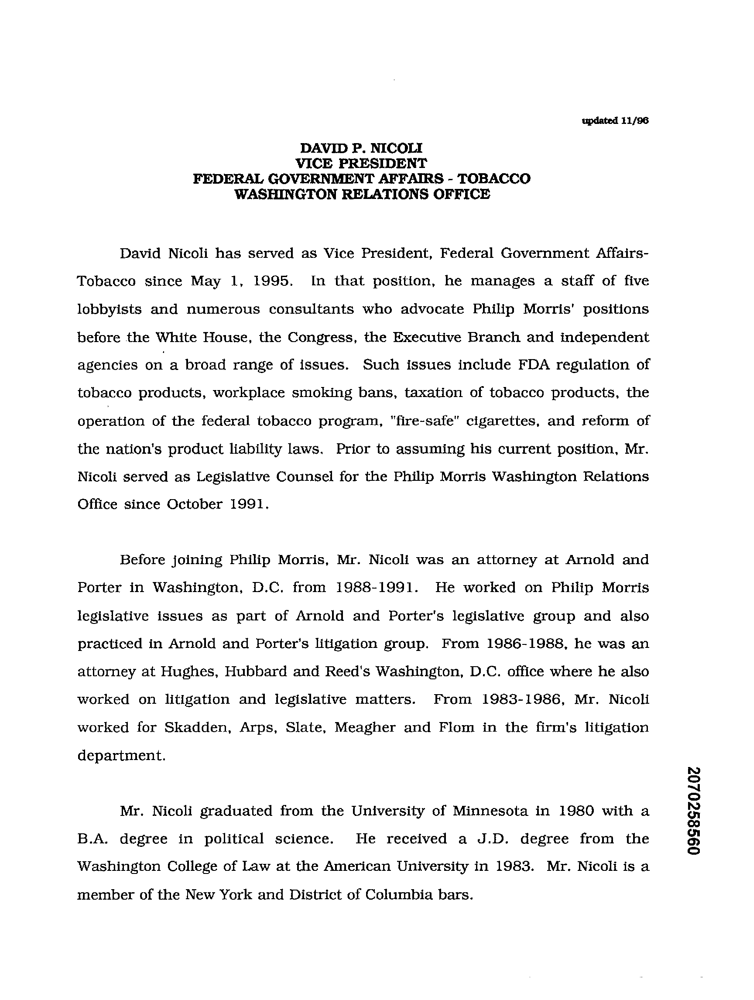 updated 11/96
DAVID P. NICOLI
VICE PRESIDENT
FEDERAL GOVERNMENT AFFAIRS - TOBACCO
WASHINGTON RELATIONS OFFICE
David Nicoli has served as Vice President, Federal Government Affairs-
Tobacco since May 1, 1995. In that position, he manages a staff of five
lobbyists and numerous consultants who advocate Philip Morris' positions
before the White House, the Congress, the Executive Branch and independent
agencies on a broad range of issues. Such issues include FDA regulation of
tobacco products, workplace smoking bans, taxation of tobacco products, the
operation of the federal tobacco program, "fire-safe" cigarettes, and reform of
the nation's product liability laws. Prior to assuming his current position, Mr.
Nicoli served as Legislative Counsel for the Philip Morris Washington Relations
Office since October 1991.
Before joining Philip Morris, Mr. Nicoli was an attorney at Arnold and
Porter in Washington, D.C. from 1988-1991. He worked on Philip Morris
legislative issues as part of Arnold and Porter's legislative group and also
practiced in Arnold and Porter's litigation group. From 1986-1988, he was an
attorney at Hughes, Hubbard and Reed's Washington, D.C. office where he also
worked on litigation and legislative matters. From 1983-1986, Mr. Nicoli
worked for Skadden, Arps, Slate, Meagher and Flom in the firm's litigation
department.
Mr. Nicoli graduated from the University of Minnesota in 1980 with a
B.A. degree in political science. He received a J.D. degree from the
Washington College of Law at the American University in 1983. Mr. Nicoli is a
member of the New York and District of Columbia bars.
2070258560